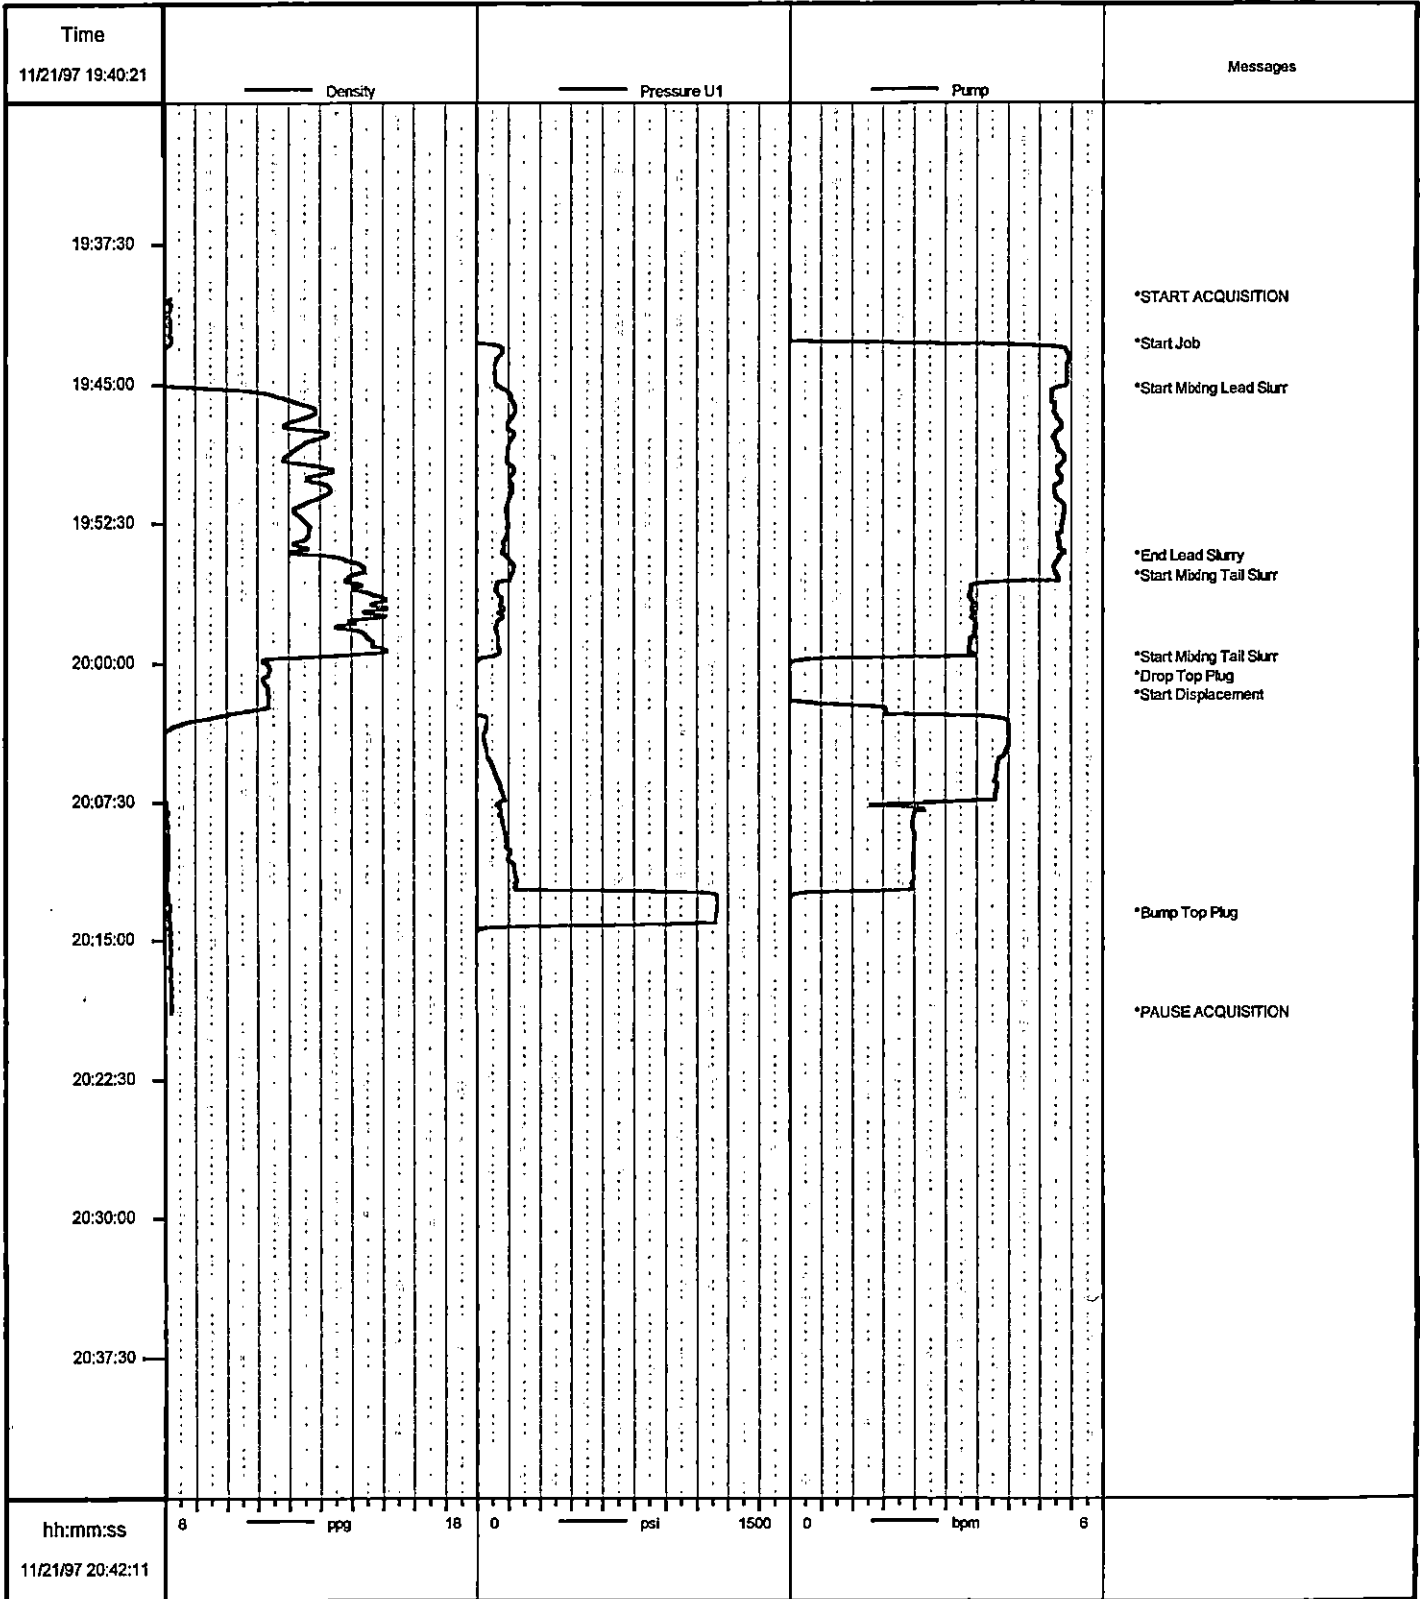 Time
11/21/97 19:40:21
Density
Pressure U1
Pump
Messages
19:37:30
*START ACQUISITION
*Start Job
19:45:00
*Start Mixing Lead Slurr
19:52:30
*End Lead Slurry
*Start Mixing Tail Slurr
20:00:00
*Start Mixing Tail Slurr
*Drop Top Plug
*Start Displacement
20:07:30
*Bump Top Plug
20:15:00
*PAUSE ACQUISITION
20:22:30
20:30:00
20:37:30
hh:mm:ss
8 ppg 18
0 psi 1500
0 bpm 6
11/21/97 20:42:11